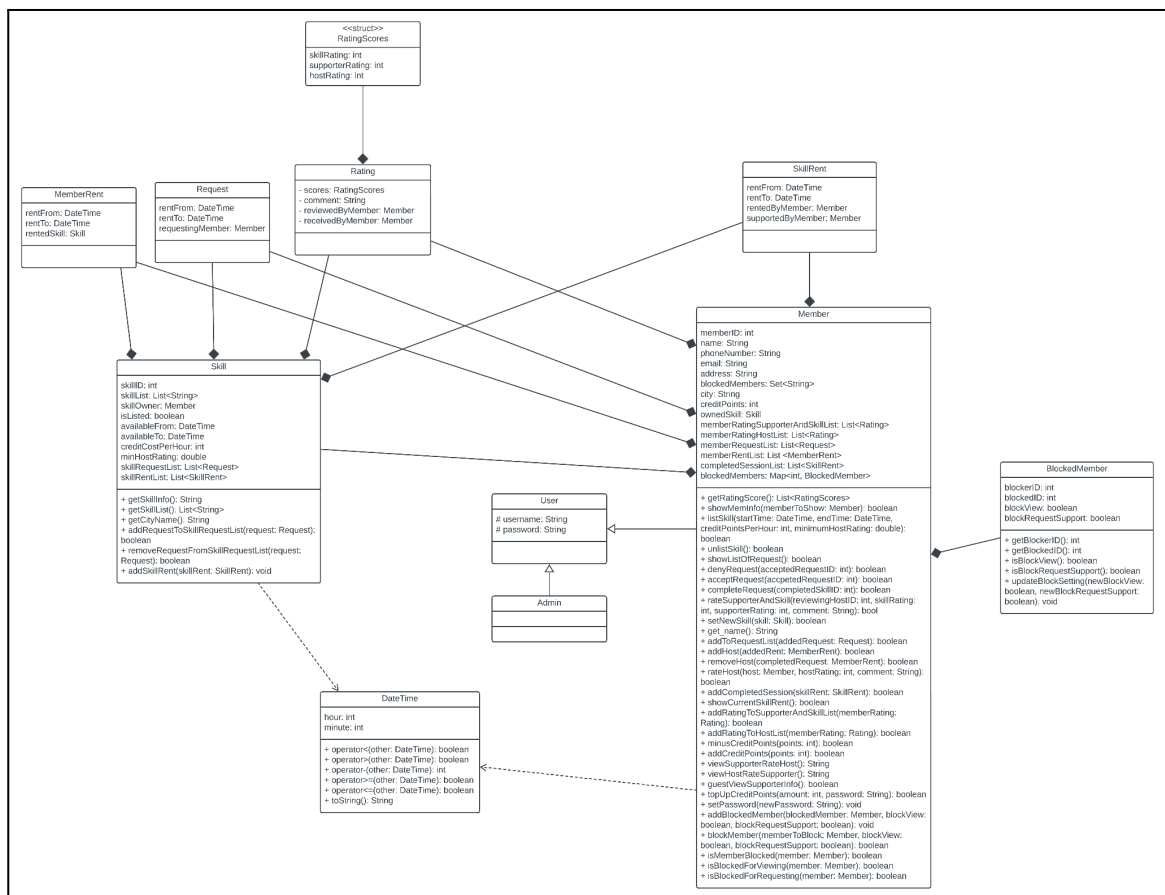 <<struct>>
RatingScores
skillRating: int
supporterRating: int
hostRating: int
MemberRent
rentFrom: DateTime
rentTo: DateTime
rentedSkill: Skill
Request
rentFrom: DateTime
rentTo: DateTime
requestingMember: Member
Rating
- scores: RatingScores
- comment: String
- reviewedByMember: Member
- receivedByMember: Member
SkillRent
rentFrom: DateTime
rentTo: DateTime
rentedByMember: Member
supportedByMember: Member
Skill
skillID: int
skillList: List<String>
skillOwner: Member
isListed: boolean
availableFrom: DateTime
availableTo: DateTime
creditCostPerHour: int
minHostRating: double
skillRequestList: List<Request>
skillRentList: List<SkillRent>
+ getSkillInfo(): String
+ getSkillList(): List<String>
+ getCityName(): String
+ addRequestToSkillRequestList(request: Request):
boolean
+ removeRequestFromSkillRequestList(request:
Request): boolean
+ addSkillRent(skillRent: SkillRent): void
Member
memberID: int
name: String
phoneNumber: String
email: String
address: String
blockedMembers: Set<String>
city: String
creditPoints: int
ownedSkill: Skill
memberRatingSupporterAndSkillList: List<Rating>
memberRatingHostList: List<Rating>
memberRequestList: List<Request>
memberRentList: List <MemberRent>
completedSessionList: List<SkillRent>
blockedMembers: Map<int, BlockedMember>
+ getRatingScore(): List<RatingScores>
+ showMemInfo(memberToShow: Member): boolean
+ listSkill(startTime: DateTime, endTime: DateTime,
creditPointsPerHour: int, minimumHostRating: double):
boolean
+ unlistSkill(): boolean
+ showListOfRequest(): boolean
+ denyRequest(acceptedRequestID: int): boolean
+ acceptRequest(accpetedRequestID: int): boolean
+ completeRequest(completedSkillID: int): boolean
+ rateSupporterAndSkill(reviewingHostID: int, skillRating:
int, supporterRating: int, comment: String): bool
+ setNewSkill(skill: Skill): boolean
+ get_name(): String
+ addToRequestList(addedRequest: Request): boolean
+ addHost(addedRent: MemberRent): boolean
+ removeHost(completedRequest: MemberRent): boolean
+ rateHost(host: Member, hostRating: int, comment: String):
boolean
+ addCompletedSession(skillRent: SkillRent): boolean
+ showCurrentSkillRent(): boolean
+ addRatingToSupporterAndSkillList(memberRating:
Rating): boolean
+ addRatingToHostList(memberRating: Rating): boolean
+ minusCreditPoints(points: int): boolean
+ addCreditPoints(points: int): boolean
+ viewSupporterRateHost(): String
+ viewHostRateSupporter(): String
+ guestViewSupporterInfo(): boolean
+ topUpCreditPoints(amount: int, password: String): boolean
+ setPassword(newPassword: String): void
+ addBlockedMember(blockedMember: Member, blockView:
boolean, blockRequestSupport: boolean): void
+ blockMember(memberToBlock: Member, blockView:
boolean, blockRequestSupport: boolean): boolean
+ isMemberBlocked(member: Member): boolean
+ isBlockedForViewing(member: Member): boolean
+ isBlockedForRequesting(member: Member): boolean
BlockedMember
blockerID: int
blockedID: int
blockView: boolean
blockRequestSupport: boolean
+ getBlockerID(): int
+ getBlockedID(): int
+ isBlockView(): boolean
+ isBlockRequestSupport(): boolean
+ updateBlockSetting(newBlockView:
boolean, newBlockRequestSupport:
boolean): void
User
# username: String
# password: String
Admin
DateTime
hour: int
minute: int
+ operator<(other: DateTime): boolean
+ operator>(other: DateTime): boolean
+ operator-(other: DateTime): int
+ operator>=(other: DateTime): boolean
+ operator<=(other: DateTime): boolean
+ toString(): String